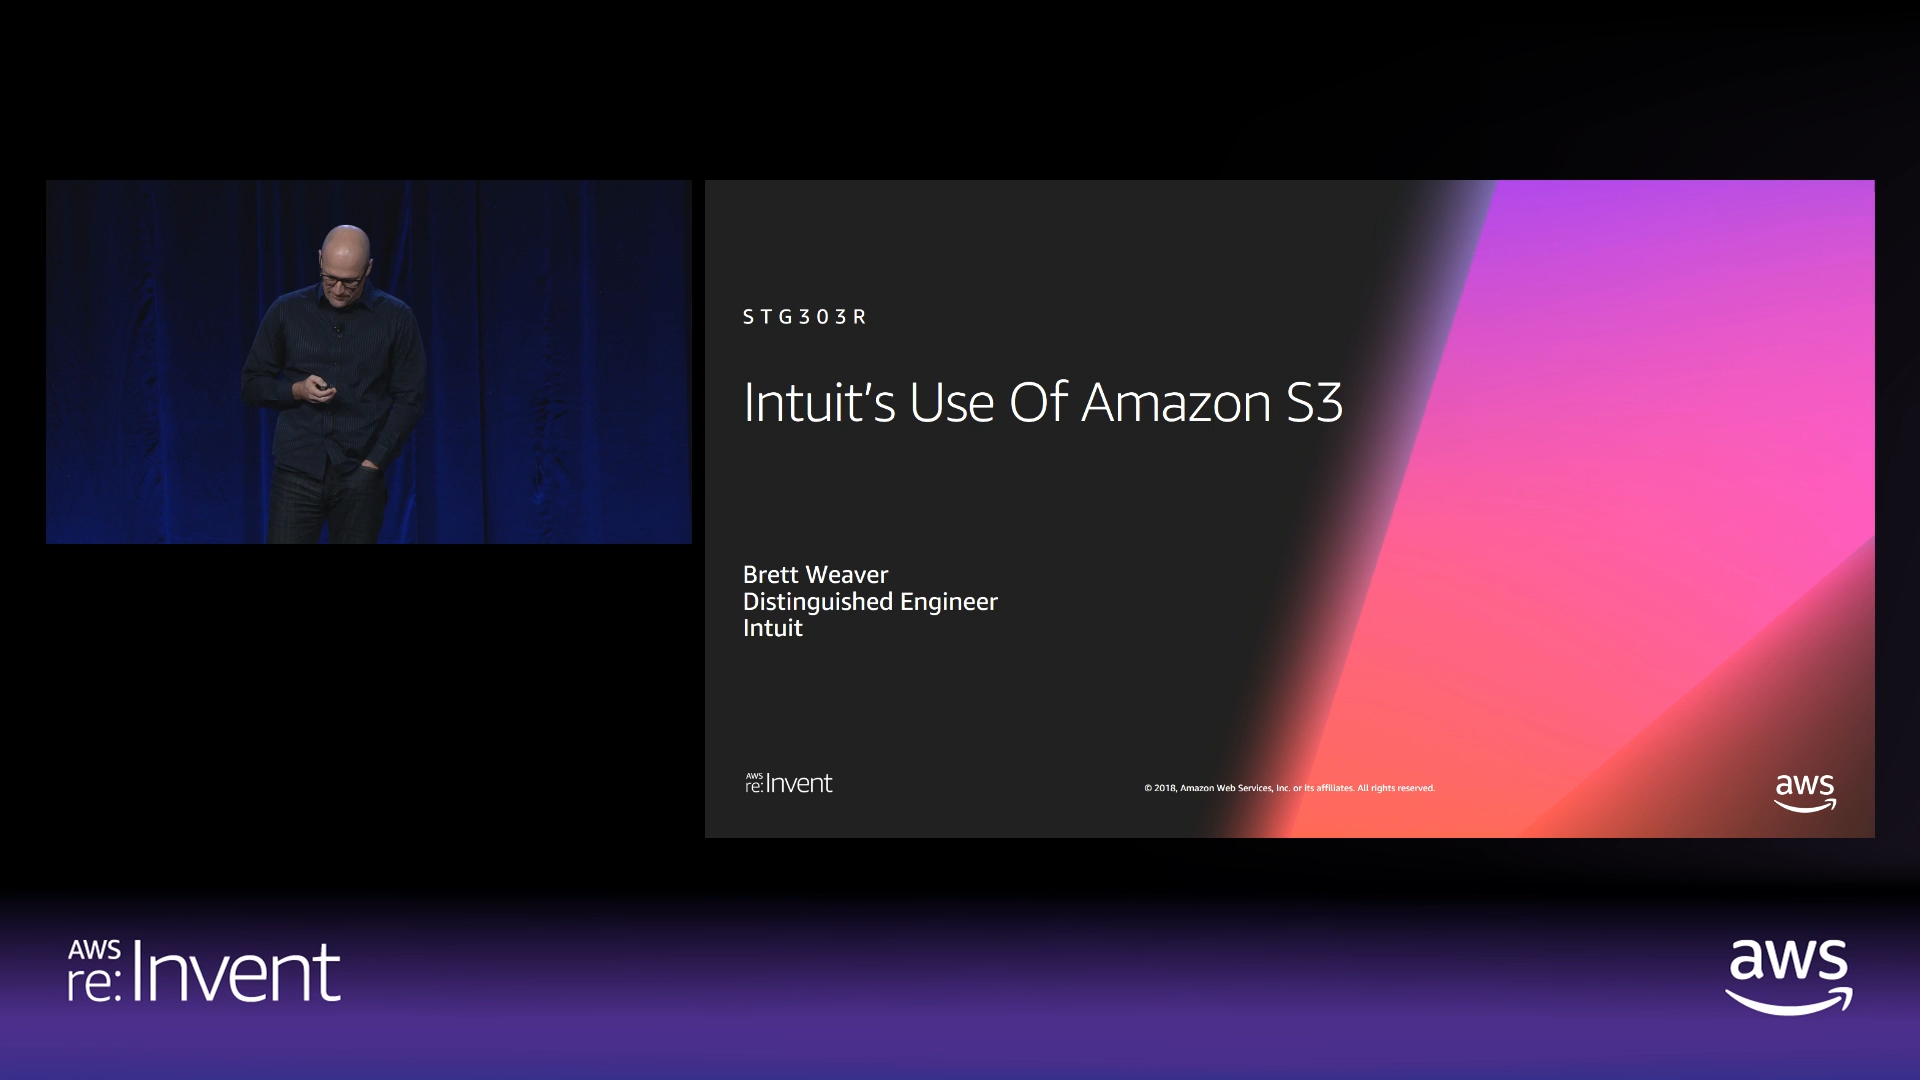 STG303R
Intuit's Use Of Amazon S3
Brett Weaver
Distinguished Engineer
Intuit
AWS
re:Invent
© 2018, Amazon Web Services, Inc. or its affiliates. All rights reserved.
aws
AWS
re:Invent
aws